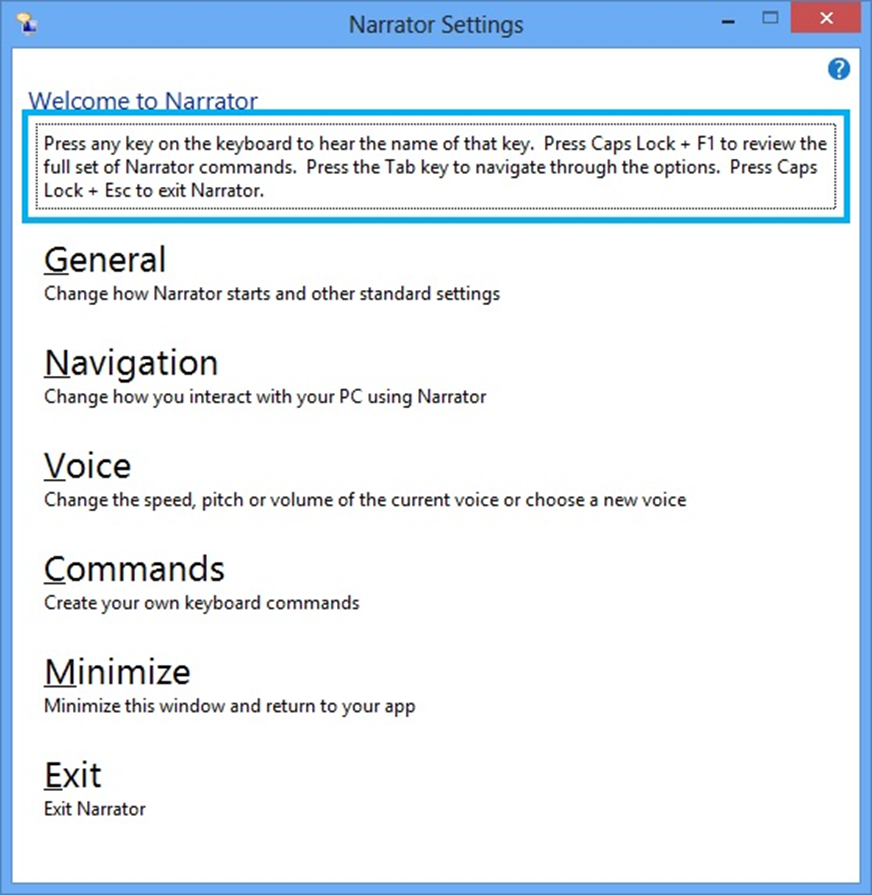 Narrator Settings
Welcome to Narrator
Press any key on the keyboard to hear the name of that key.  Press Caps Lock + F1 to review the
full set of Narrator commands.  Press the Tab key to navigate through the options.  Press Caps
Lock + Esc to exit Narrator.
General
Change how Narrator starts and other standard settings
Navigation
Change how you interact with your PC using Narrator
Voice
Change the speed, pitch or volume of the current voice or choose a new voice
Commands
Create your own keyboard commands
Minimize
Minimize this window and return to your app
Exit
Exit Narrator